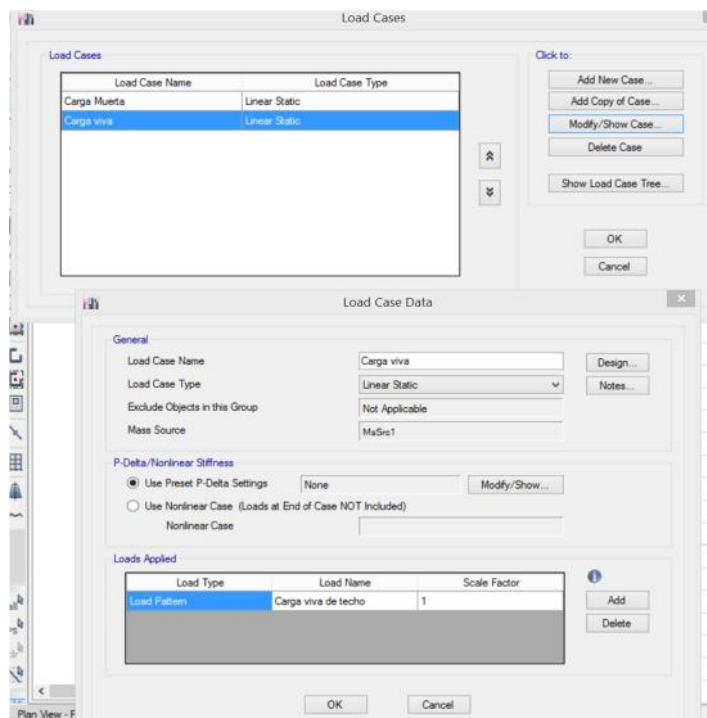 Load Cases
Load Cases
Click to:
Load Case Name Load Case Type
Carga Muerta Linear Static
Carga viva Linear Static
Add New Case...
Add Copy of Case...
Modify/Show Case...
Delete Case
Show Load Case Tree...
OK
Cancel
Load Case Data
General
Load Case Name Carga viva Design...
Load Case Type Linear Static Notes...
Exclude Objects in this Group Not Applicable
Mass Source MsSrc1
P-Delta/Nonlinear Stiffness
Use Preset P-Delta Settings None Modify/Show...
Use Nonlinear Case (Loads at End of Case NOT Included)
Nonlinear Case
Loads Applied
Load Type Load Name Scale Factor
Load Pattern Carga viva de techo 1
Add
Delete
OK Cancel
Plan View - F